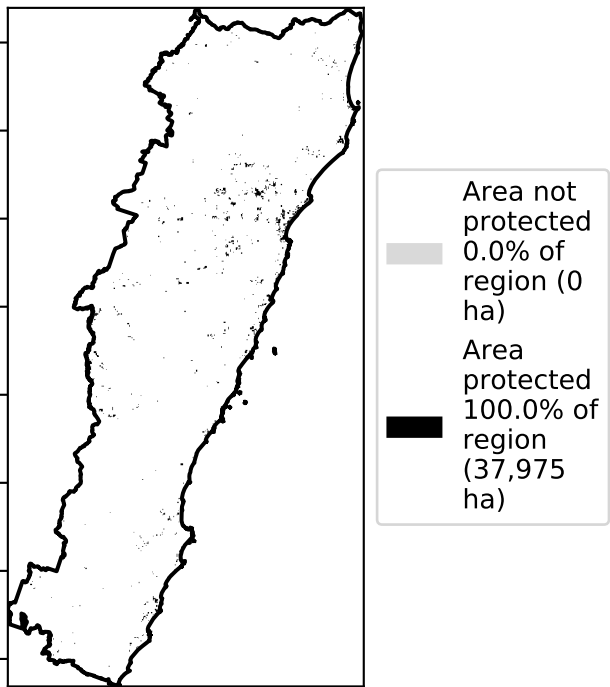 Area not
protected
0.0% of
region (0
ha)
Area
protected
100.0% of
region
(37,975
ha)